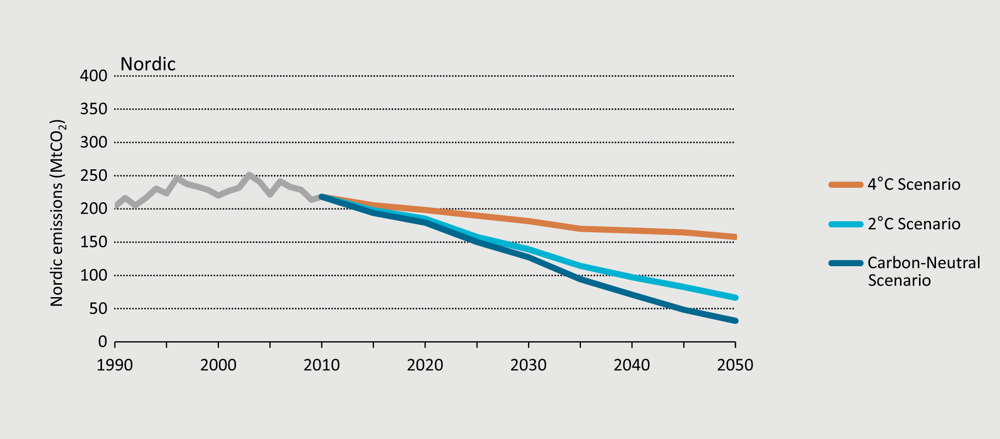 Nordic
400
350
300
250
200
150
100
50
0
Nordic emissions (MtCO₂)
1990 2000 2010 2020 2030 2040 2050
4°C Scenario
2°C Scenario
Carbon-Neutral
Scenario